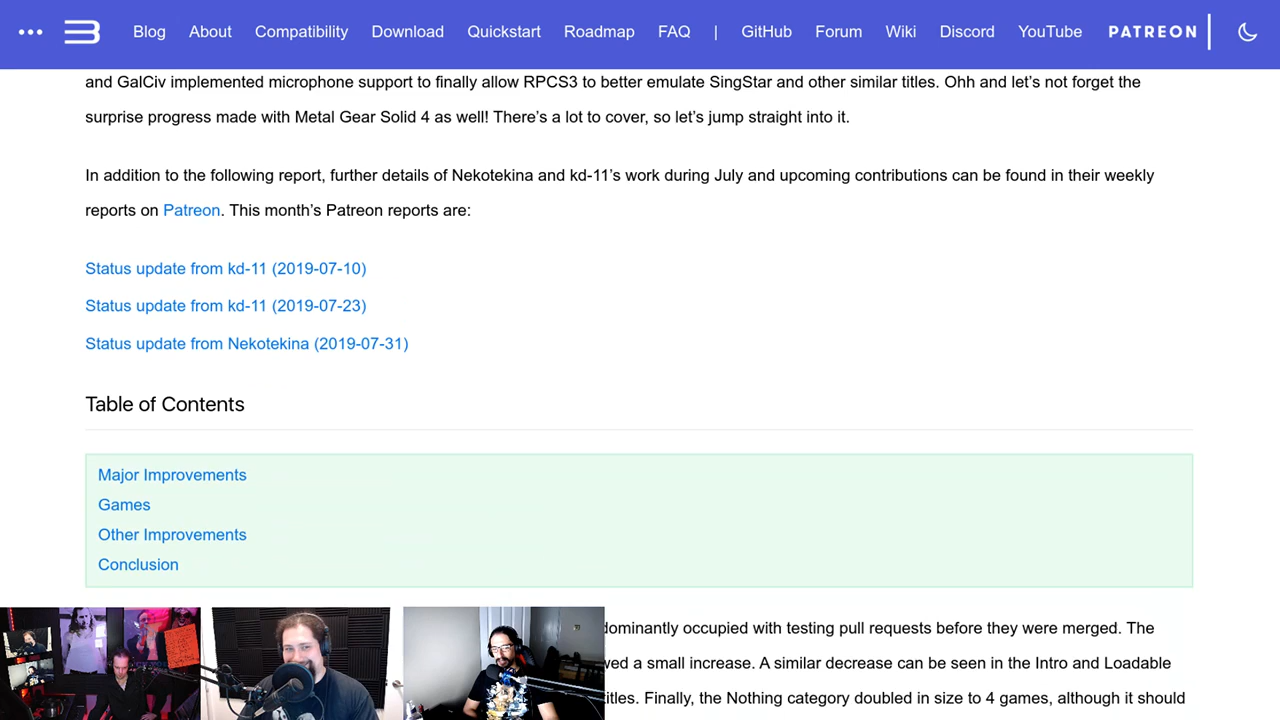 Blog About Compatibility Download Quickstart Roadmap FAQ | GitHub Forum Wiki Discord YouTube PATREON
and GalCiv implemented microphone support to finally allow RPCS3 to better emulate SingStar and other similar titles. Ohh and let’s not forget the
surprise progress made with Metal Gear Solid 4 as well! There’s a lot to cover, so let’s jump straight into it.
In addition to the following report, further details of Nekotekina and kd-11’s work during July and upcoming contributions can be found in their weekly
reports on Patreon. This month’s Patreon reports are:
Status update from kd-11 (2019-07-10)
Status update from kd-11 (2019-07-23)
Status update from Nekotekina (2019-07-31)
Table of Contents
Major Improvements
Games
Other Improvements
Conclusion
dominantly occupied with testing pull requests before they were merged. The
wed a small increase. A similar decrease can be seen in the Intro and Loadable
titles. Finally, the Nothing category doubled in size to 4 games, although it should